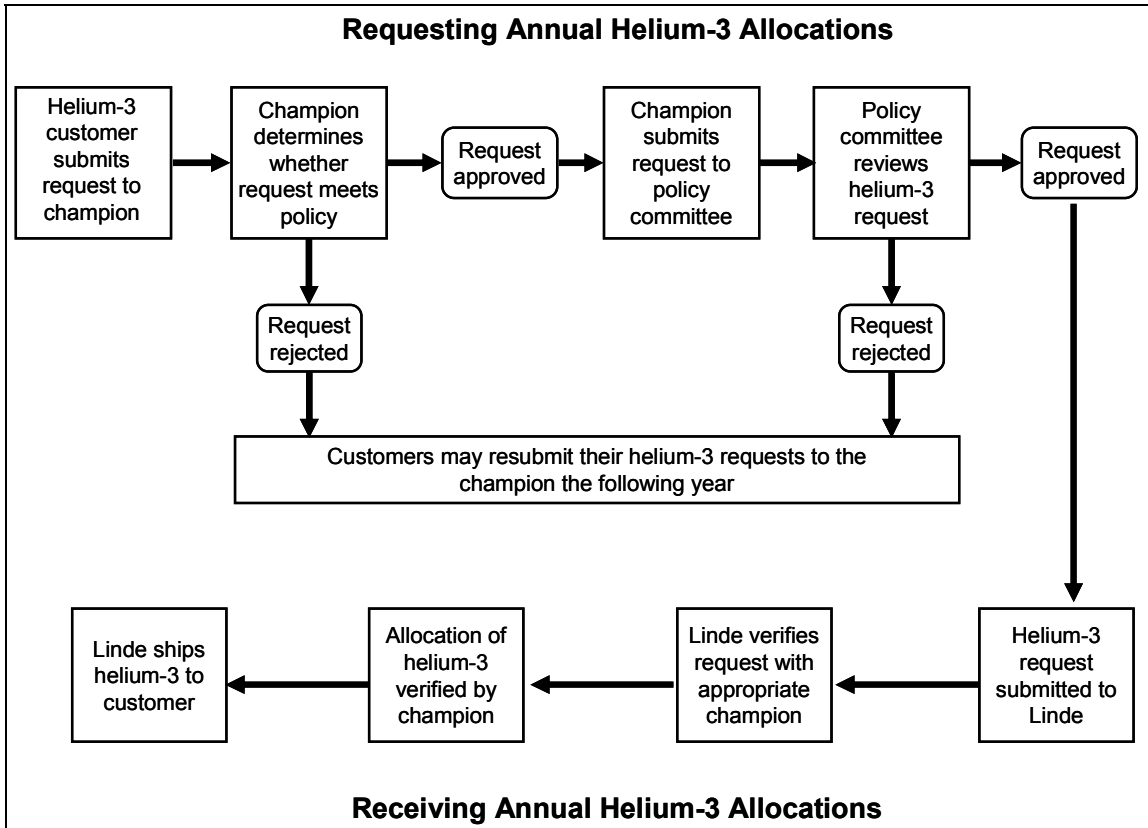 Requesting Annual Helium-3 Allocations
Helium-3
customer
submits
request to
champion
Champion
determines
whether
request meets
policy
Request
approved
Champion
submits
request to
policy
committee
Policy
committee
reviews
helium-3
request
Request
approved
Request
rejected
Request
rejected
Customers may resubmit their helium-3 requests to the
champion the following year
Linde ships
helium-3 to
customer
Allocation of
helium-3
verified by
champion
Linde verifies
request with
appropriate
champion
Helium-3
request
submitted to
Linde
Receiving Annual Helium-3 Allocations